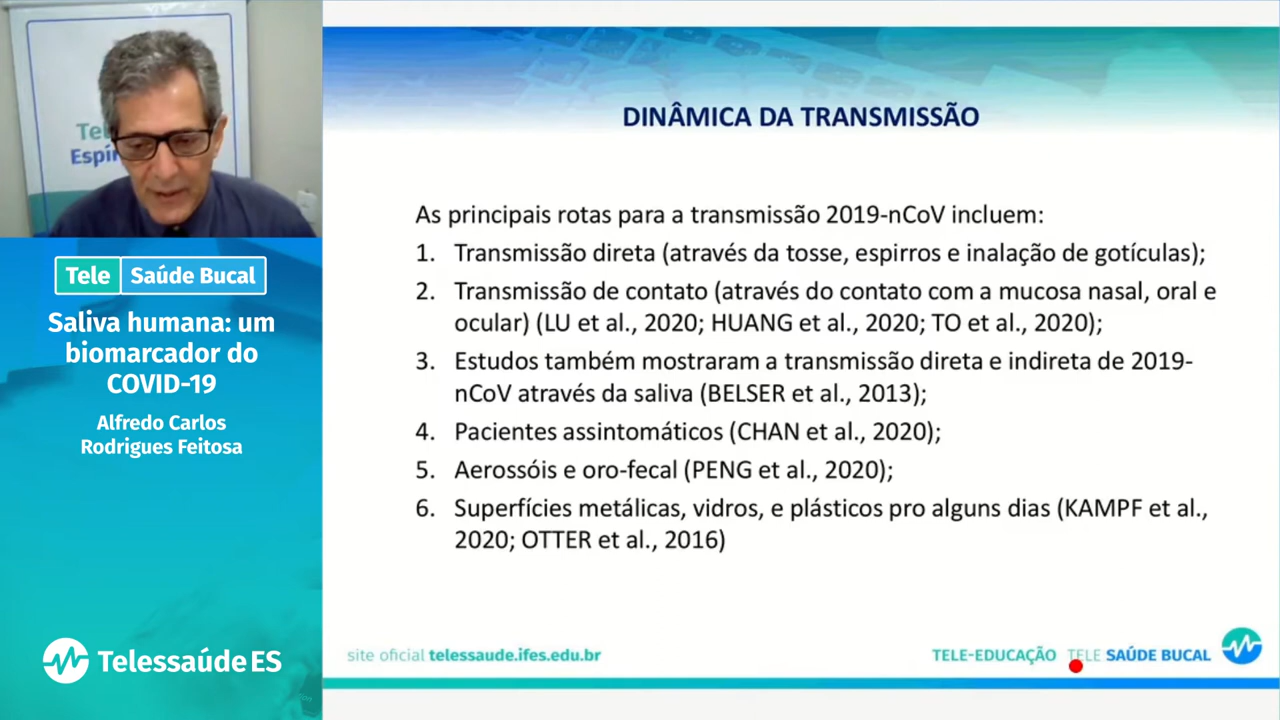 Tel
Espír
Tele Saúde Bucal
Saliva humana: um
biomarcador do
COVID-19
Alfredo Carlos
Rodrigues Feitosa
Telessaúde ES
DINÂMICA DA TRANSMISSÃO
As principais rotas para a transmissão 2019-nCoV incluem:
1. Transmissão direta (através da tosse, espirros e inalação de gotículas);
2. Transmissão de contato (através do contato com a mucosa nasal, oral e
ocular) (LU et al., 2020; HUANG et al., 2020; TO et al., 2020);
3. Estudos também mostraram a transmissão direta e indireta de 2019-
nCoV através da saliva (BELSER et al., 2013);
4. Pacientes assintomáticos (CHAN et al., 2020);
5. Aerossóis e oro-fecal (PENG et al., 2020);
6. Superfícies metálicas, vidros, e plásticos pro alguns dias (KAMPF et al.,
2020; OTTER et al., 2016)
site oficial telessaude.ifes.edu.br
TELE-EDUCAÇÃO TELE SAÚDE BUCAL